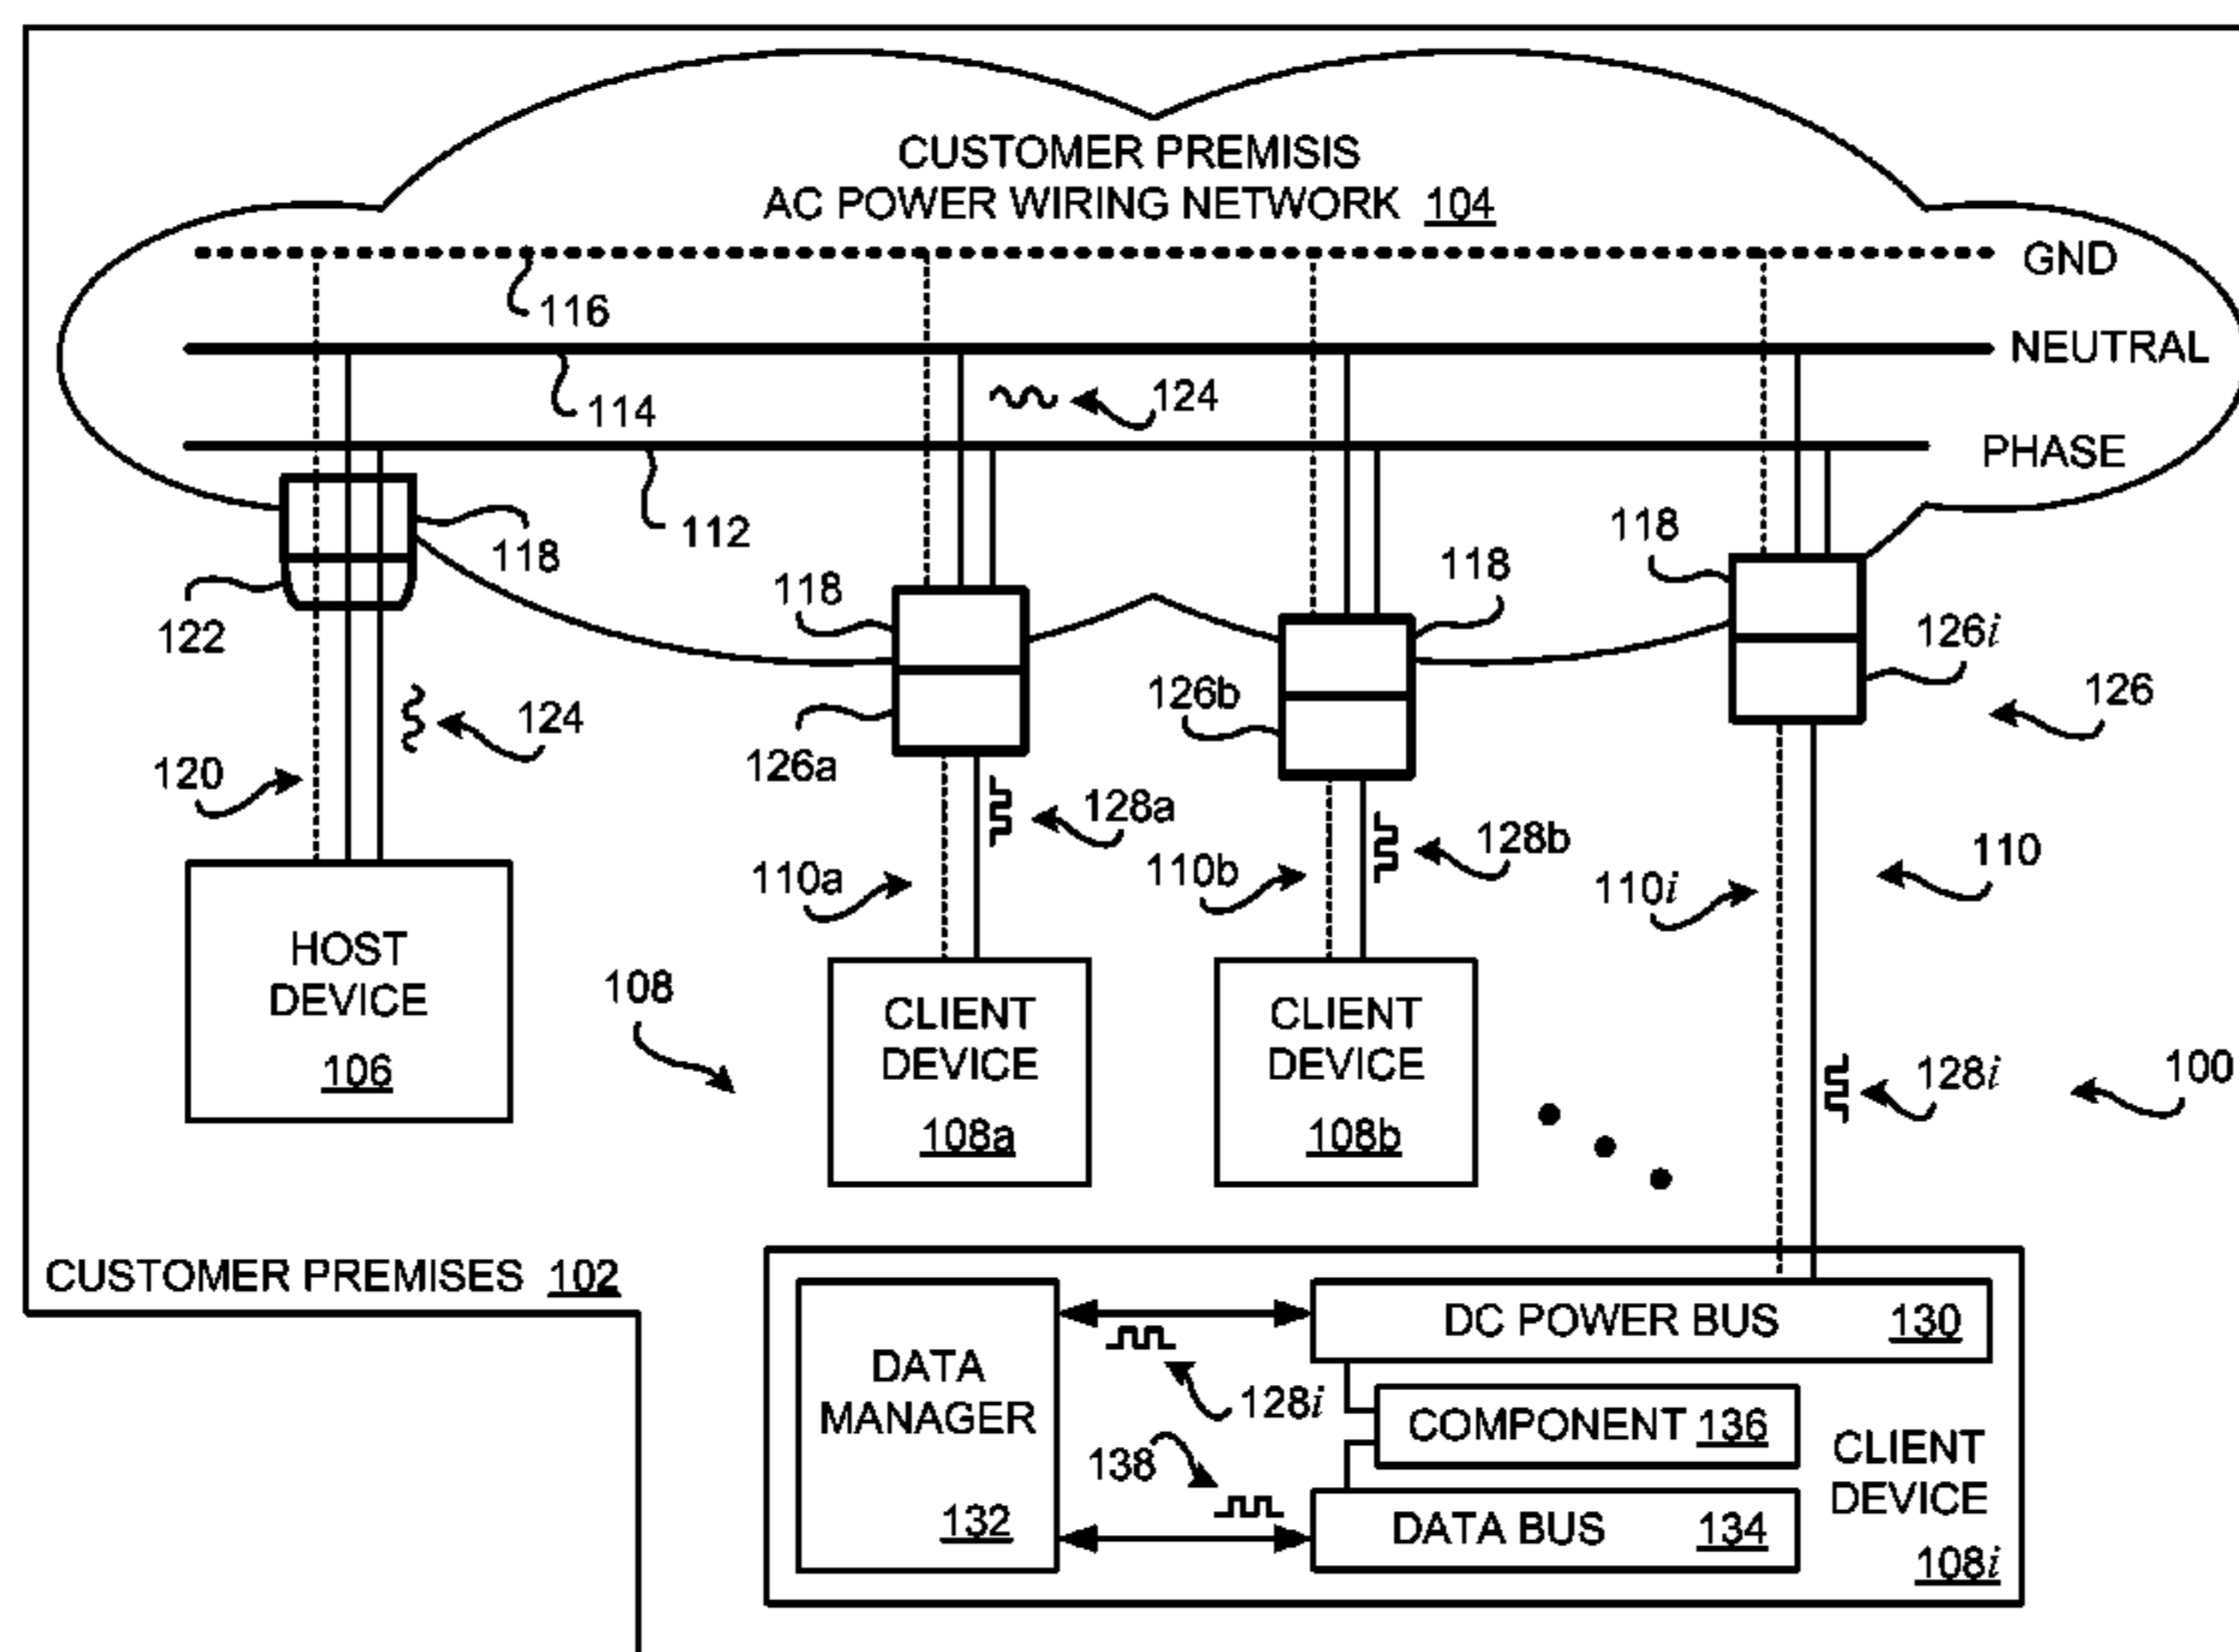 CUSTOMER PREMISIS
AC POWER WIRING NETWORK 104
GND
116
NEUTRAL
114
124
PHASE
118
112
118
118
118
122
126i
126b
126
124
126a
120
128a
128b
110
110a
110b
110i
HOST
DEVICE
106
108
CLIENT
DEVICE
108a
CLIENT
DEVICE
108b
128i
100
CUSTOMER PREMISES 102
DATA
MANAGER
132
DC POWER BUS 130
128i
COMPONENT 136
138
DATA BUS 134
CLIENT
DEVICE
108i